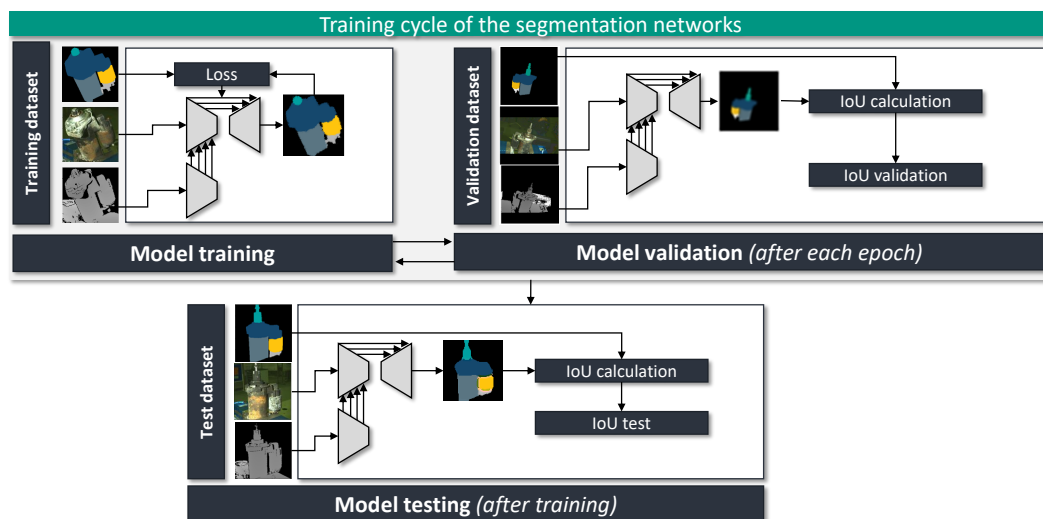 Training cycle of the segmentation networks
Training dataset
Loss
Model training
Validation dataset
IoU calculation
IoU validation
Model validation (after each epoch)
Test dataset
IoU calculation
IoU test
Model testing (after training)